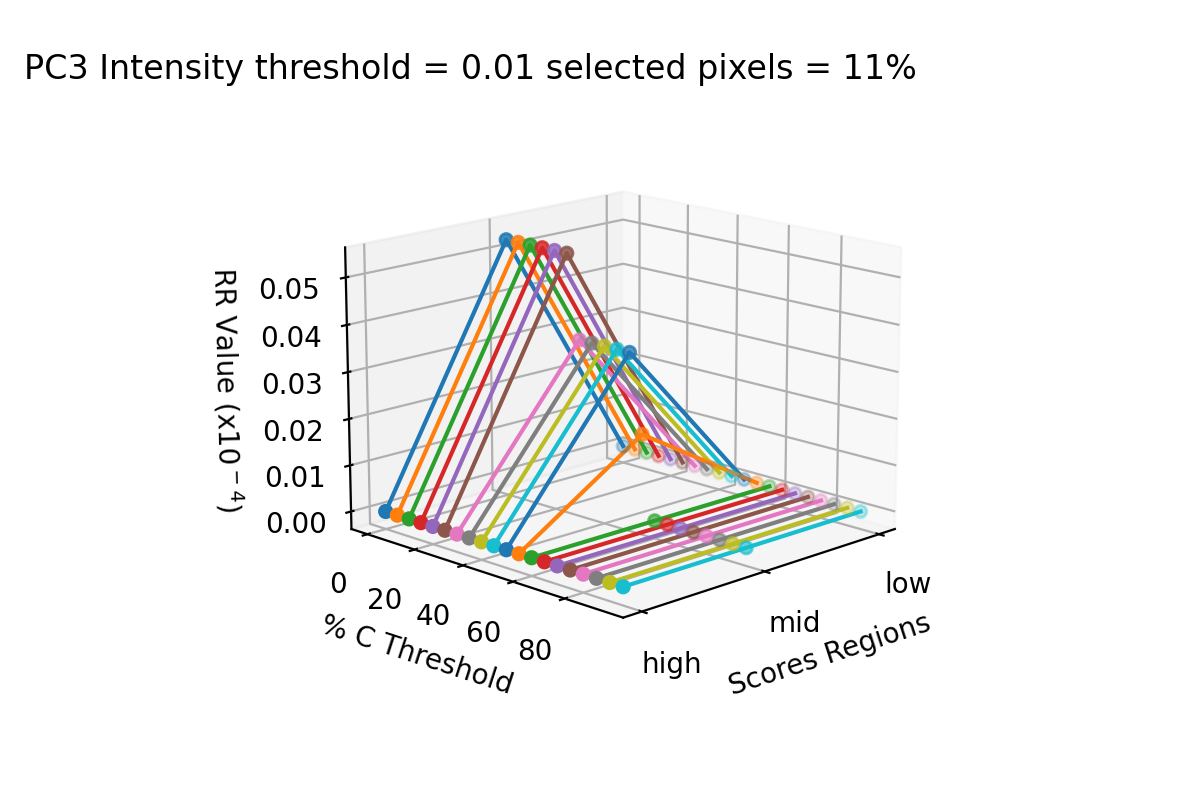 PC3 Intensity threshold = 0.01 selected pixels = 11%
RR Value (x10⁻⁴)
0.05
0.04
0.03
0.02
0.01
0.00
0
20
40
60
80
% C Threshold
high
mid
low
Scores Regions